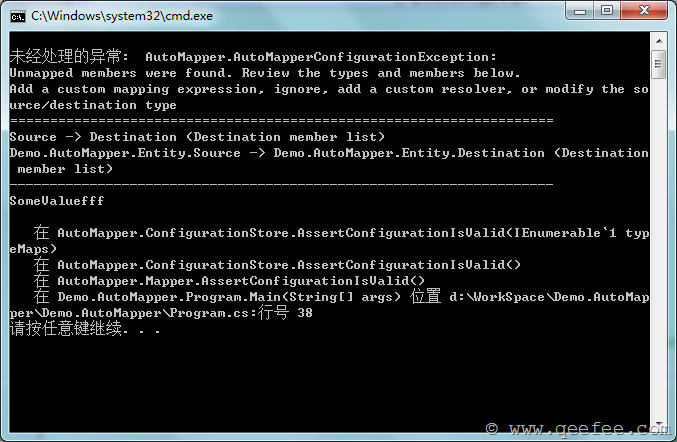 C:\Windows\system32\cmd.exe
未经处理的异常: AutoMapper.AutoMapperConfigurationException:
Unmapped members were found. Review the types and members below.
Add a custom mapping expression, ignore, add a custom resolver, or modify the so
urce/destination type
===================================================================
Source -> Destination (Destination member list)
Demo.AutoMapper.Entity.Source -> Demo.AutoMapper.Entity.Destination (Destination
 member list)
-------------------------------------------------------------------
SomeValuefff
在 AutoMapper.ConfigurationStore.AssertConfigurationIsValid(IEnumerable`1 typ
eMaps)
在 AutoMapper.ConfigurationStore.AssertConfigurationIsValid()
在 AutoMapper.Mapper.AssertConfigurationIsValid()
在 Demo.AutoMapper.Program.Main(String[] args) 位置 d:\WorkSpace\Demo.AutoMap
per\Demo.AutoMapper\Program.cs:行号 38
请按任意键继续. . .
© www.qeefee.com